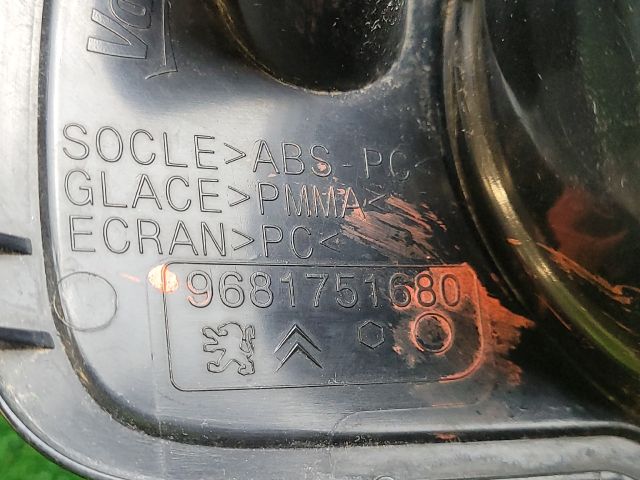 SOCLE>ABS-PC<
GLACE>PMMA<
ECRAN>PC<
9681751680